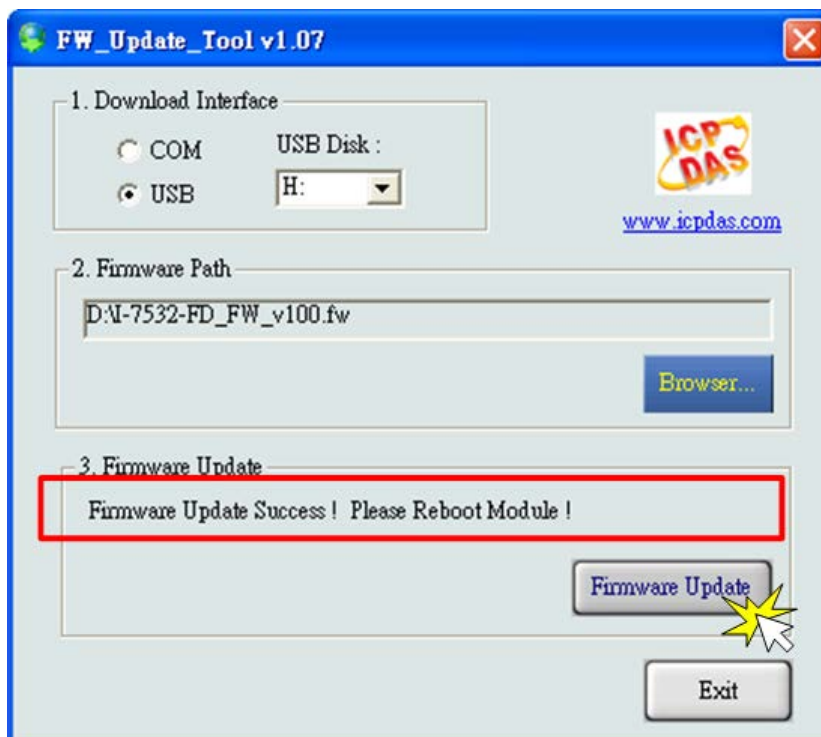 FW_Update_Tool v1.07
1. Download Interface
COM
USB Disk :
USB
H:
ICP
DAS
www.icpdas.com
2. Firmware Path
D:\I-7532-FD_FW_v100.fw
Browser...
3. Firmware Update
Firmware Update Success ! Please Reboot Module !
Firmware Update
Exit